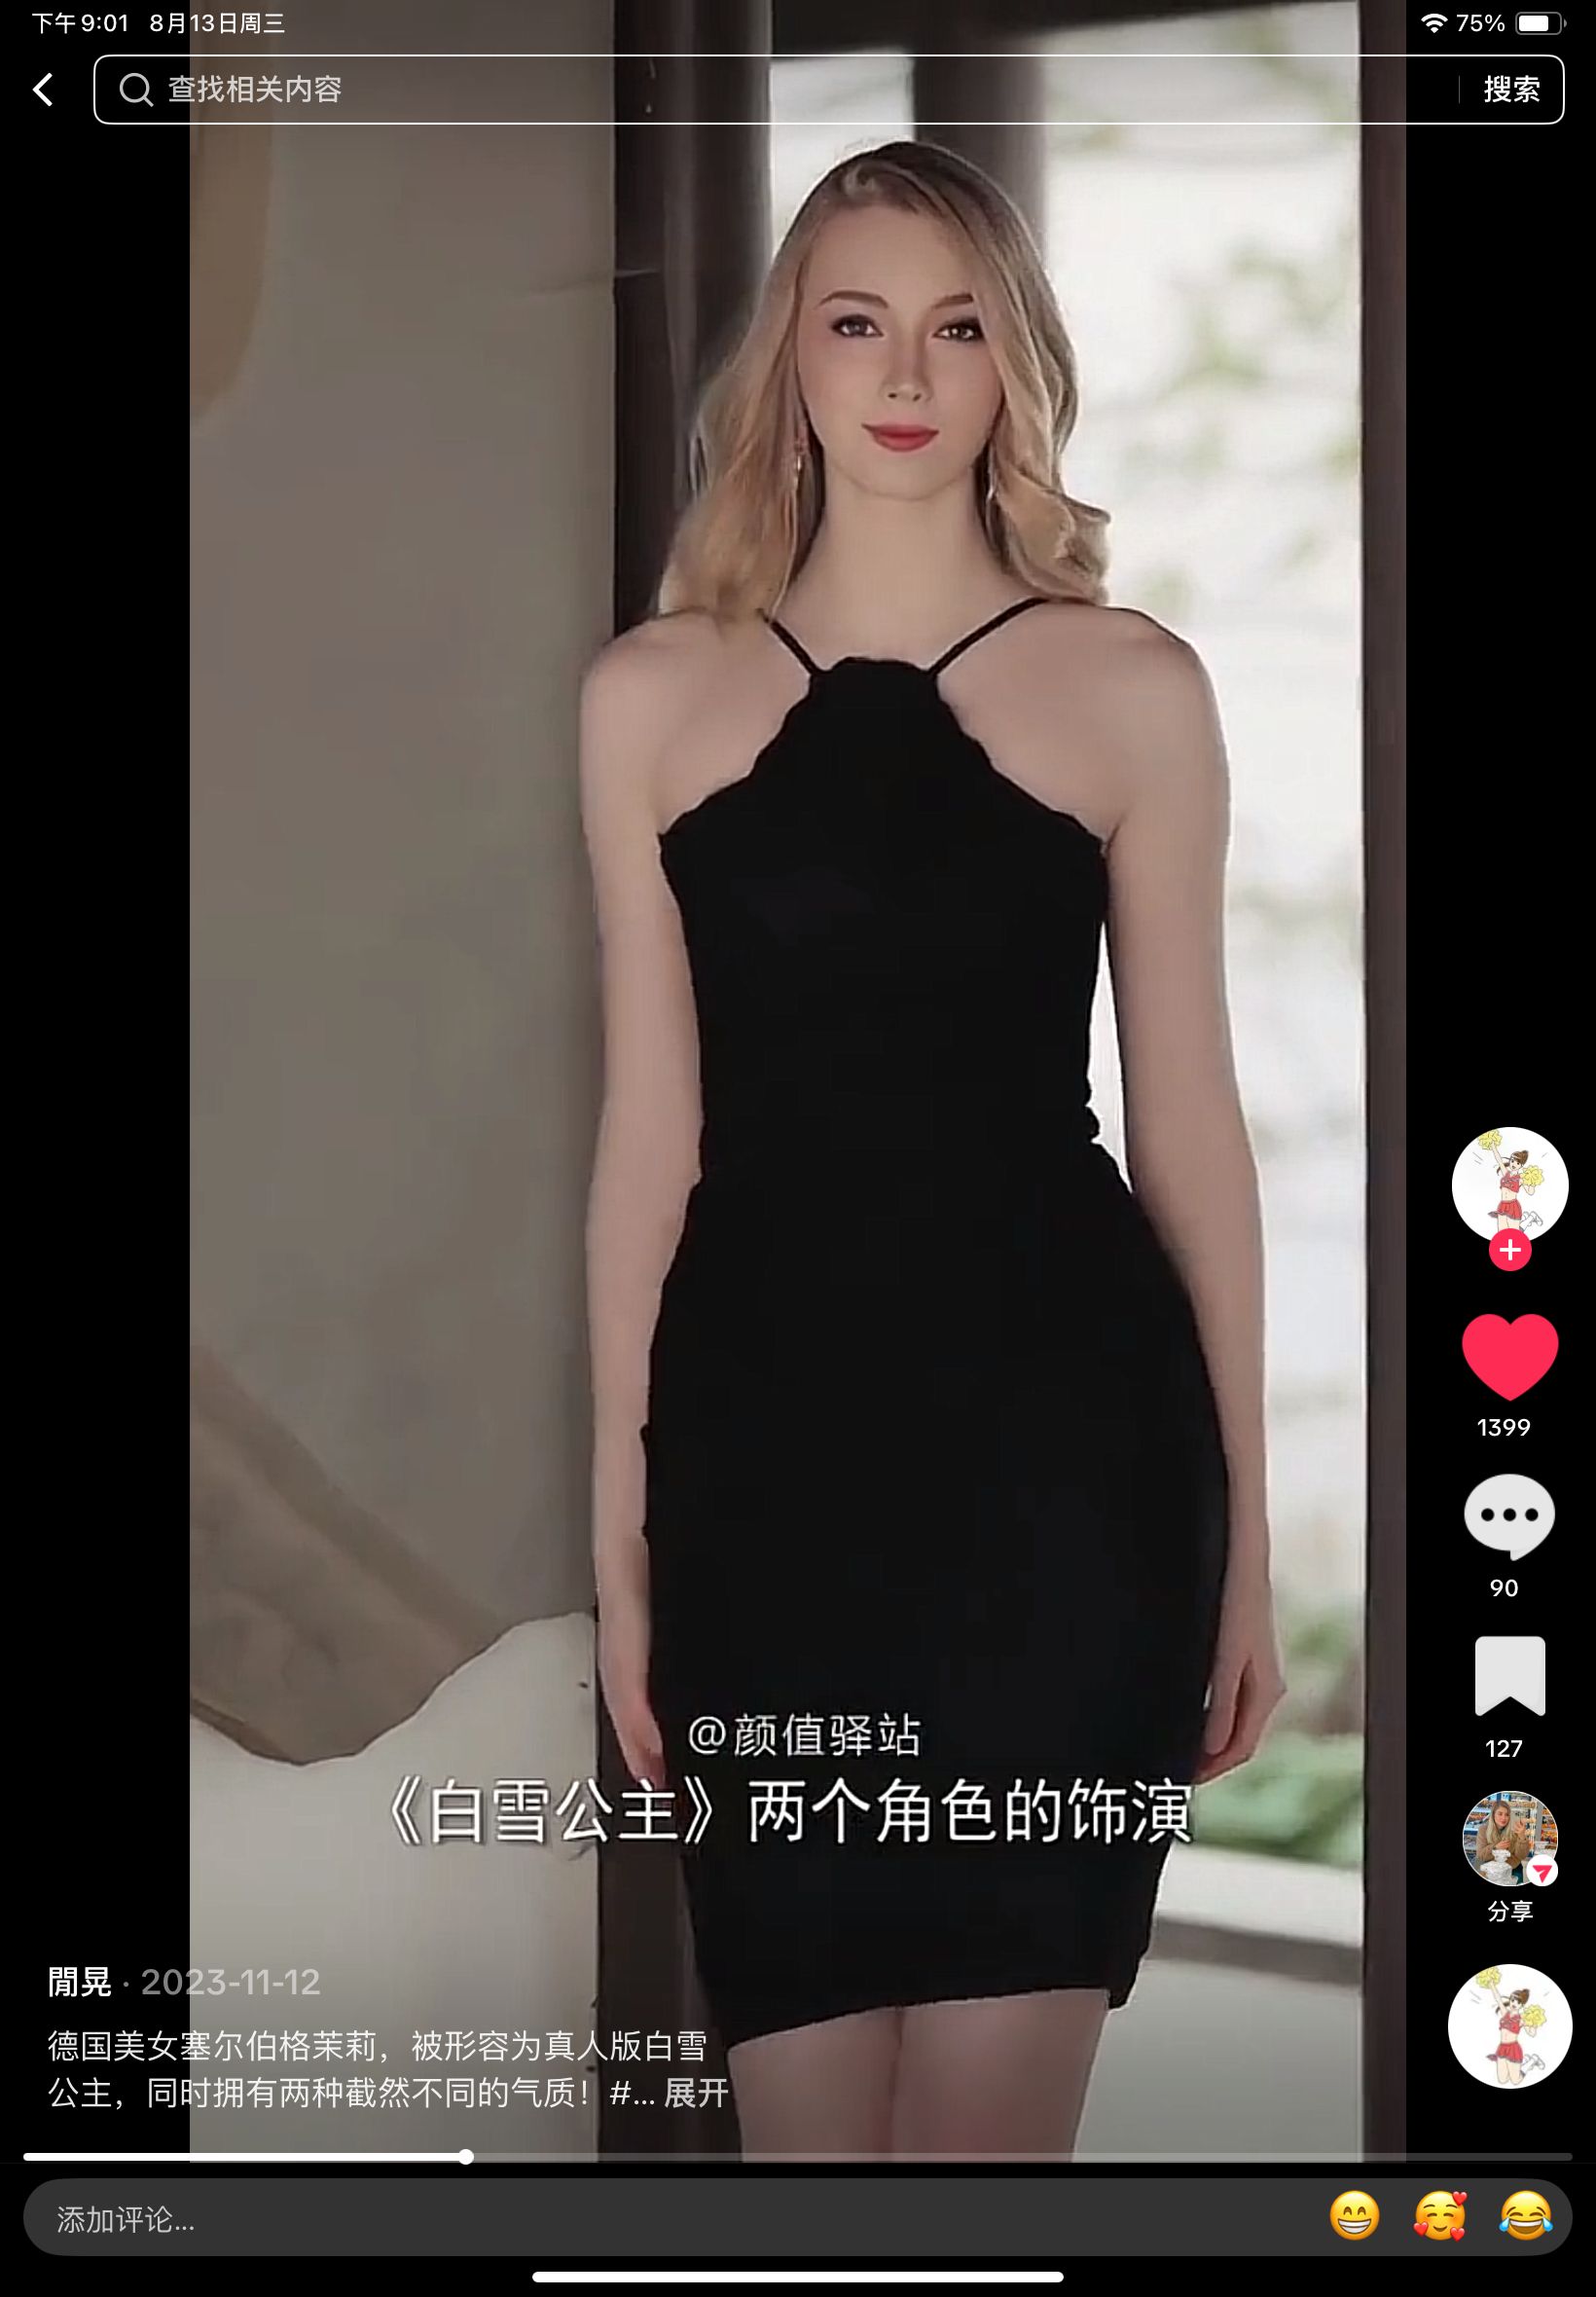 下午9:01 8月13日周三
75%
查找相关内容
搜索
1399
90
127
分享
@颜值驿站
《白雪公主》两个角色的饰演
閒晃 · 2023-11-12
德国美女塞尔伯格茉莉，被形容为真人版白雪
公主，同时拥有两种截然不同的气质！#... 展开
添加评论...